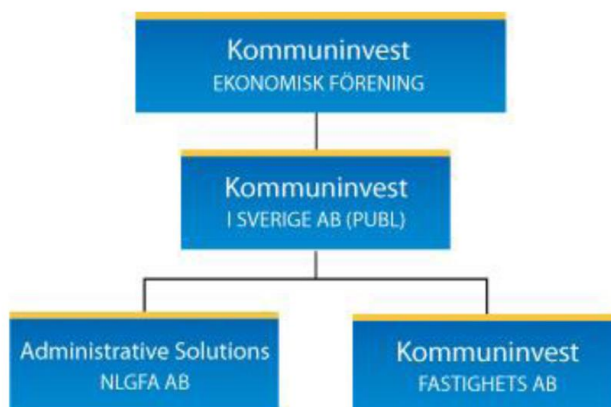 Kommuninvest
EKONOMISK FÖRENING
Kommuninvest
I SVERIGE AB (PUBL)
Administrative Solutions
NLGFA AB
Kommuninvest
FASTIGHETS AB